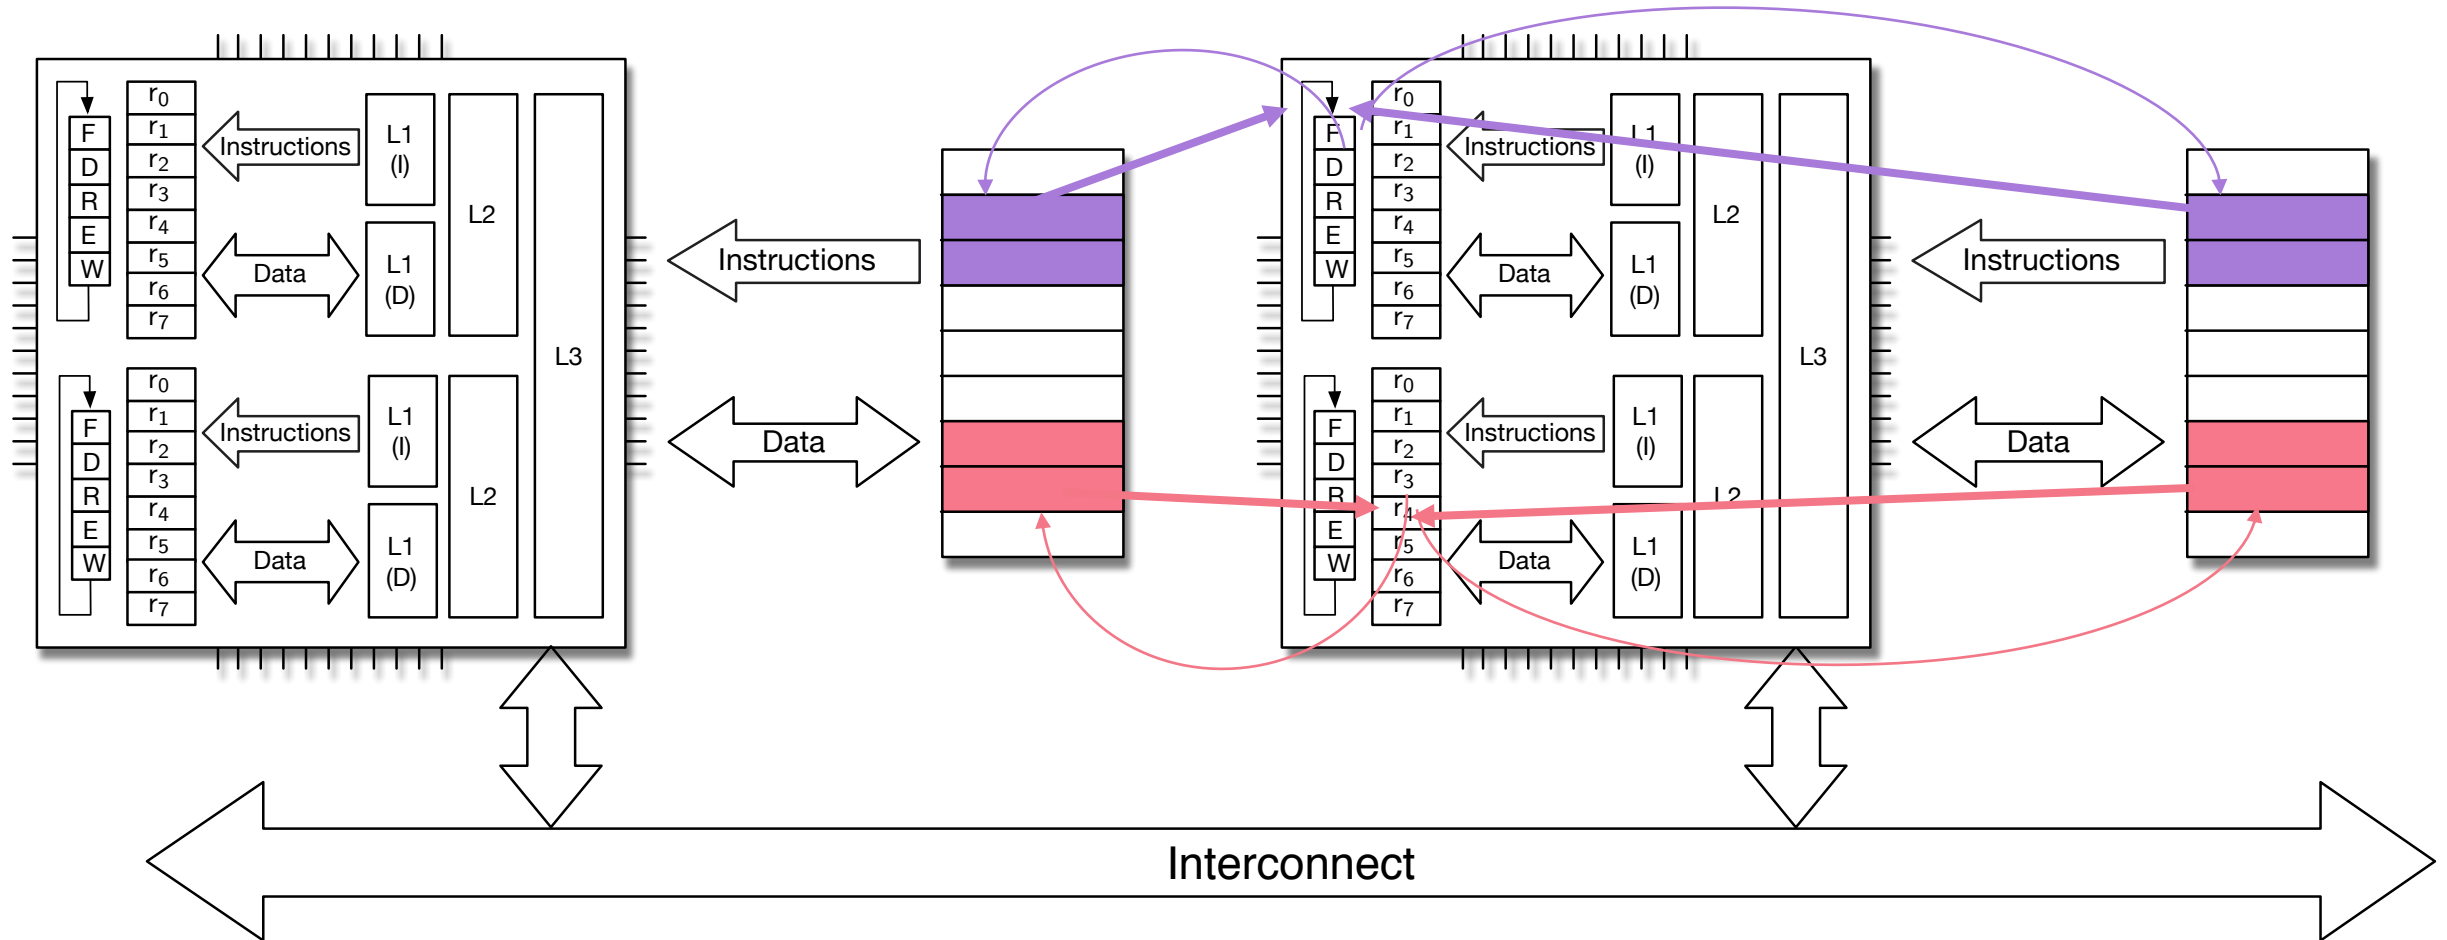 r0
r1
r2
r3
r4
r5
r6
r7
F
D
R
E
W
Instructions
Data
L1
(I)
L1
(D)
L2
L3
r0
r1
r2
r3
r4
r5
r6
r7
F
D
R
E
W
Instructions
Data
L1
(I)
L1
(D)
L2
Instructions
Data
r0
r1
r2
r3
r4
r5
r6
r7
F
D
R
E
W
Instructions
Data
L1
(I)
L1
(D)
L2
L3
r0
r1
r2
r3
r4
r5
r6
r7
F
D
R
E
W
Instructions
Data
L1
(I)
L1
(D)
L2
Instructions
Data
Interconnect